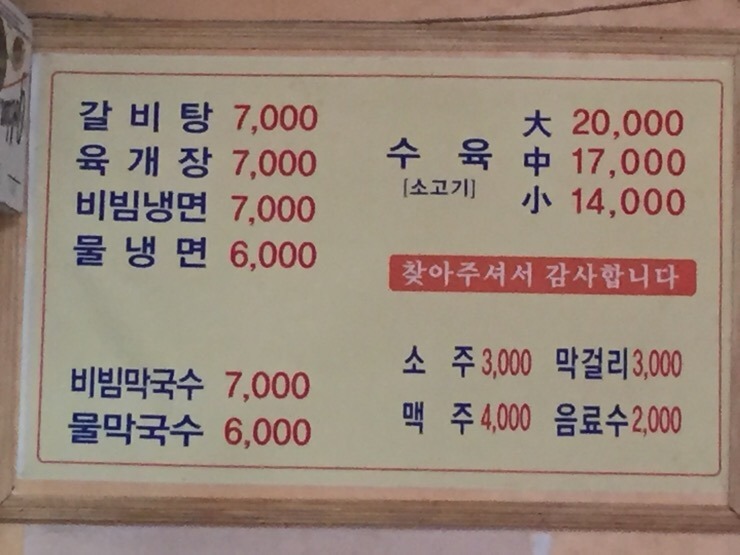 갈비탕 7,000
육개장 7,000
비빔냉면 7,000
물냉면 6,000
비빔막국수 7,000
물막국수 6,000
수육 大 20,000
[소고기] 中 17,000
小 14,000
찾아주셔서 감사합니다
소주 3,000 막걸리 3,000
맥주 4,000 음료수 2,000